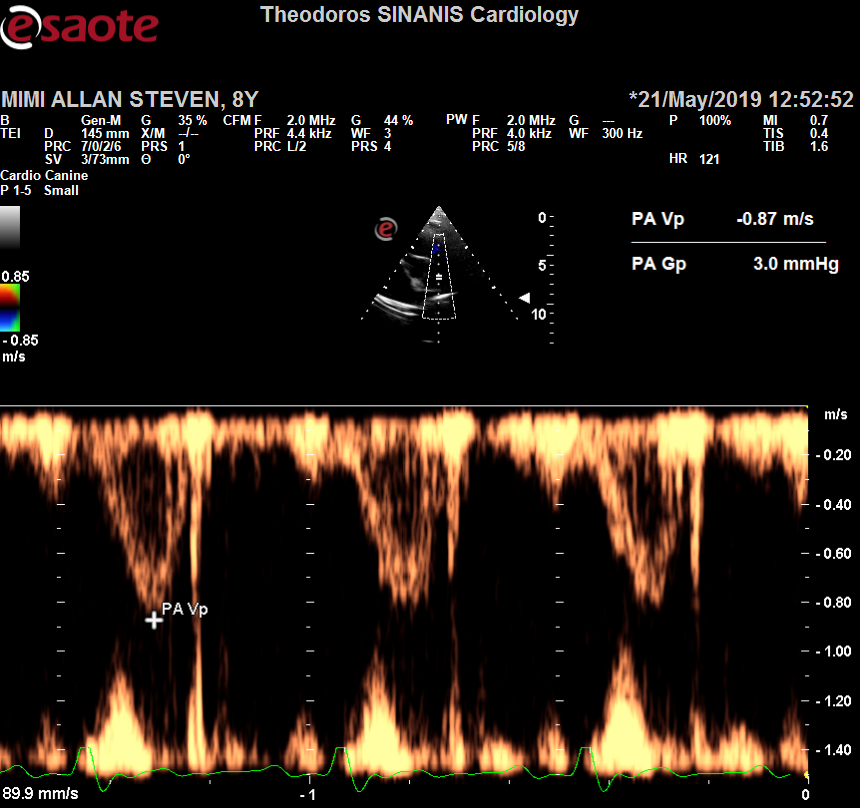 esaote
Theodoros SINANIS Cardiology
MIMI ALLAN STEVEN, 8Y *21/May/2019 12:52:52
B Gen-M G 35 % CFM F 2.0 MHz G 44 % PW F 2.0 MHz G --- P 100% MI 0.7
TEI D 145 mm X/M --/-- PRF 4.4 kHz WF 3 PRF 4.0 kHz WF 300 Hz TIS 0.4
PRC 7/0/2/6 PRS 1 PRC L/2 PRS 4 PRC 5/8 TIB 1.6
SV 3/73mm Θ 0° HR 121
Cardio Canine
P 1-5 Small
e
0
5
10
PA Vp -0.87 m/s
PA Gp 3.0 mmHg
0.85
- 0.85
m/s
m/s
- 0.20
- 0.40
- 0.60
- 0.80
- 1.00
- 1.20
- 1.40
PA Vp
89.9 mm/s
- 1
0